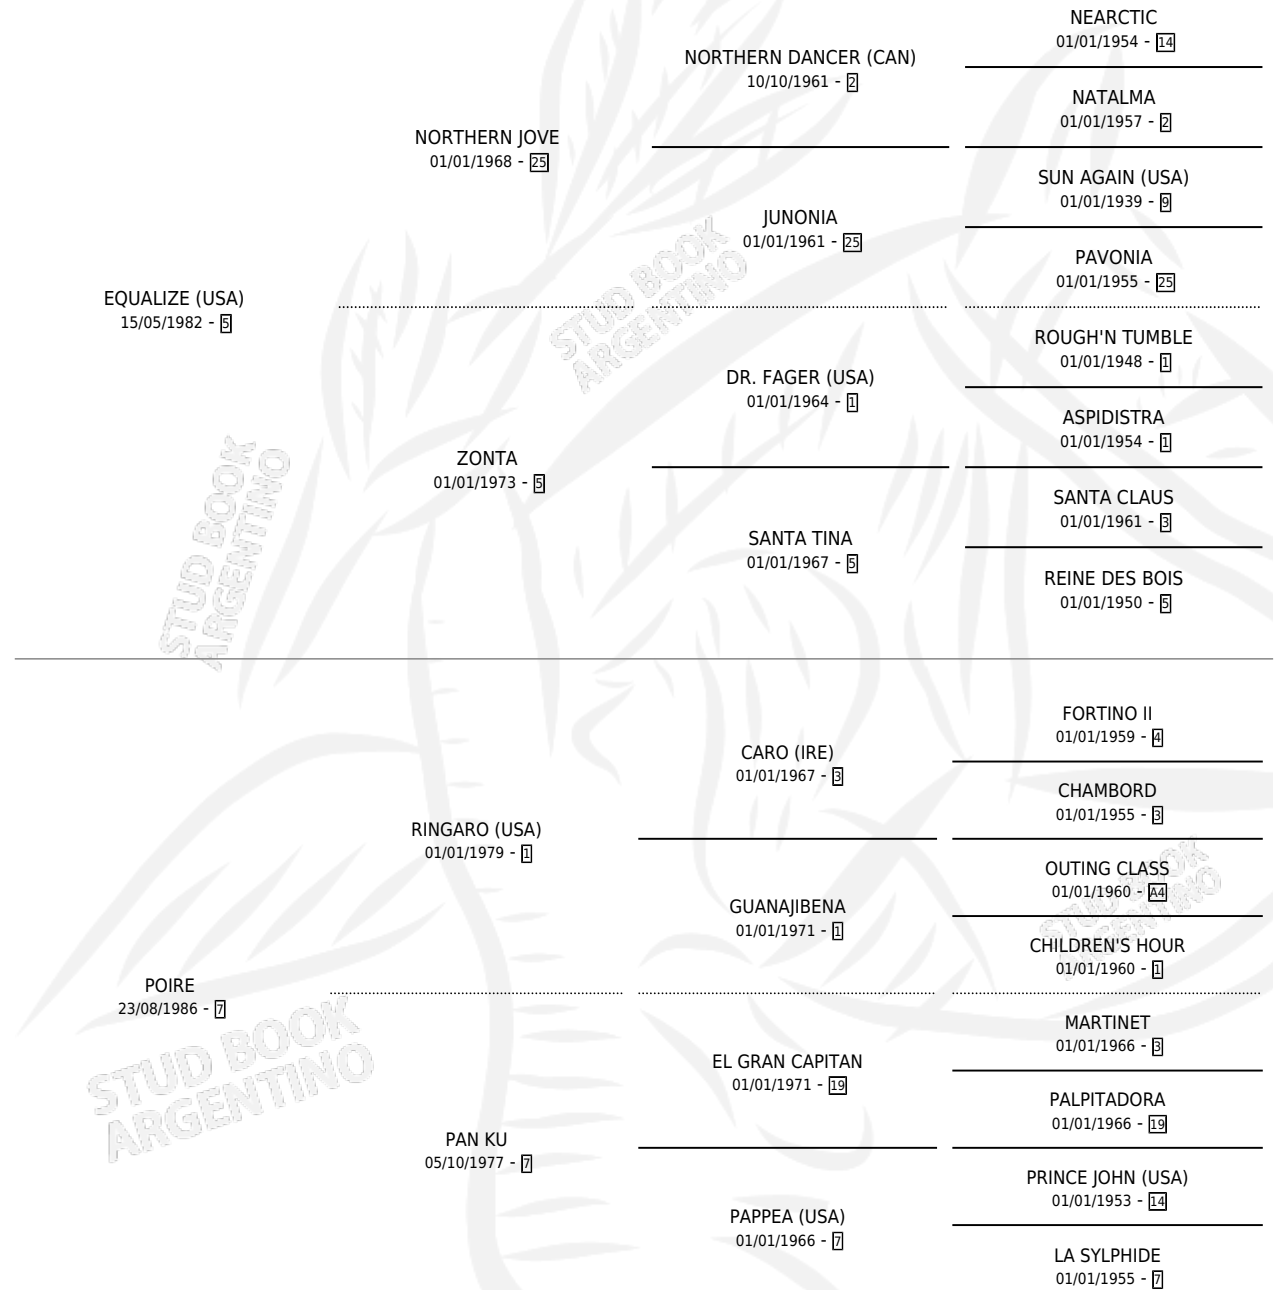 NEARCTIC
01/01/1954 - 14
NORTHERN DANCER (CAN)
10/10/1961 - 2
NATALMA
01/01/1957 - 2
NORTHERN JOVE
01/01/1968 - 25
SUN AGAIN (USA)
01/01/1939 - 9
JUNONIA
01/01/1961 - 25
PAVONIA
01/01/1955 - 25
EQUALIZE (USA)
15/05/1982 - 5
STUD BOOK
ARGENTINO
ROUGH'N TUMBLE
01/01/1948 - 1
DR. FAGER (USA)
01/01/1964 - 1
ASPIDISTRA
01/01/1954 - 1
ZONTA
01/01/1973 - 5
SANTA CLAUS
01/01/1961 - 3
SANTA TINA
01/01/1967 - 5
REINE DES BOIS
01/01/1950 - 5
STUD BOOK
ARGENTINO
FORTINO II
01/01/1959 - 4
CARO (IRE)
01/01/1967 - 3
CHAMBORD
01/01/1955 - 3
RINGARO (USA)
01/01/1979 - 1
OUTING CLASS
01/01/1960 - A4
GUANAJIBENA
01/01/1971 - 1
CHILDREN'S HOUR
01/01/1960 - 1
STUD BOOK
ARGENTINO
POIRE
23/08/1986 - 7
MARTINET
01/01/1966 - 3
EL GRAN CAPITAN
01/01/1971 - 19
PALPITADORA
01/01/1966 - 19
STUD BOOK
ARGENTINO
PAN KU
05/10/1977 - 7
PRINCE JOHN (USA)
01/01/1953 - 14
PAPPEA (USA)
01/01/1966 - 7
LA SYLPHIDE
01/01/1955 - 7